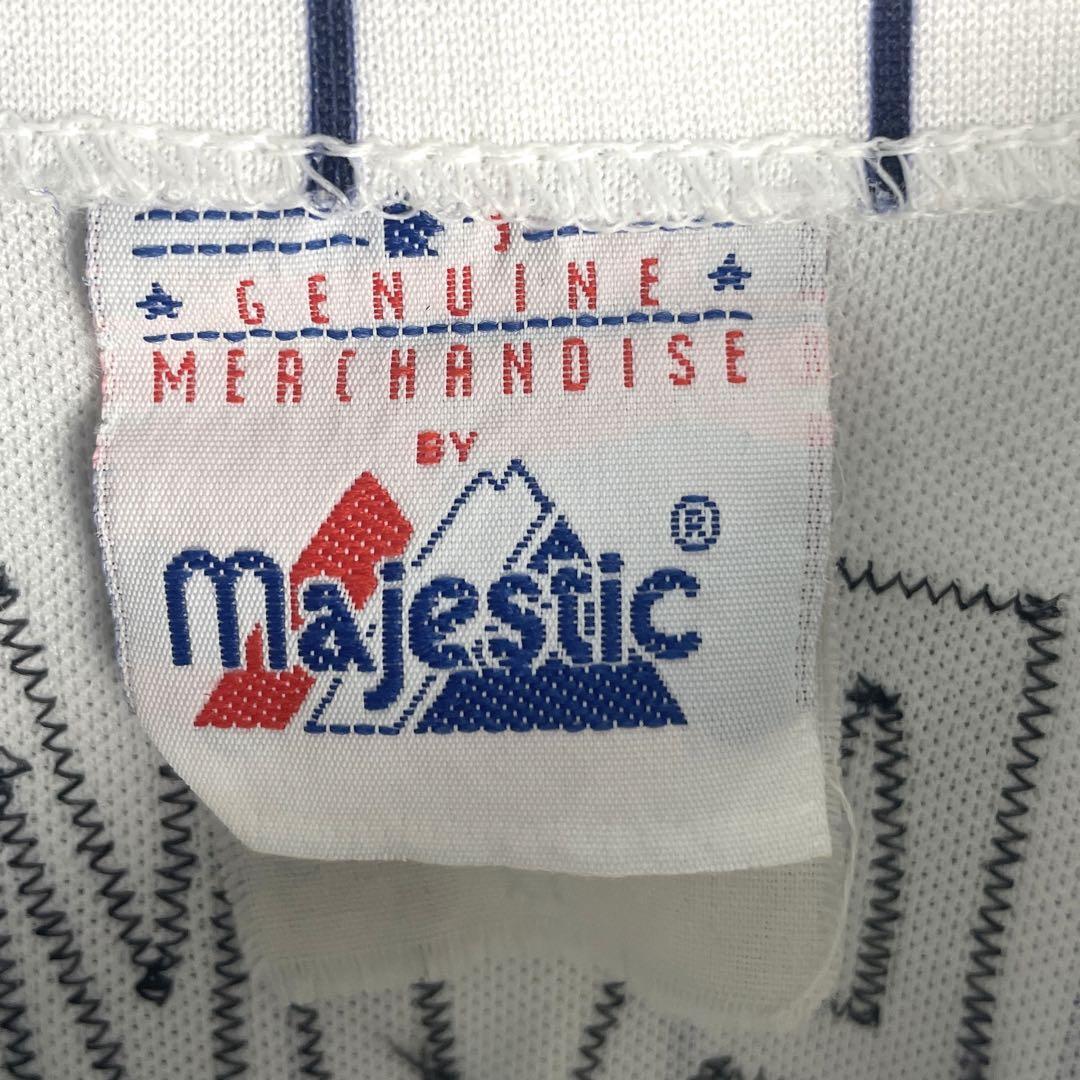 GENUINE
MERCHANDISE
BY
Majestic ®